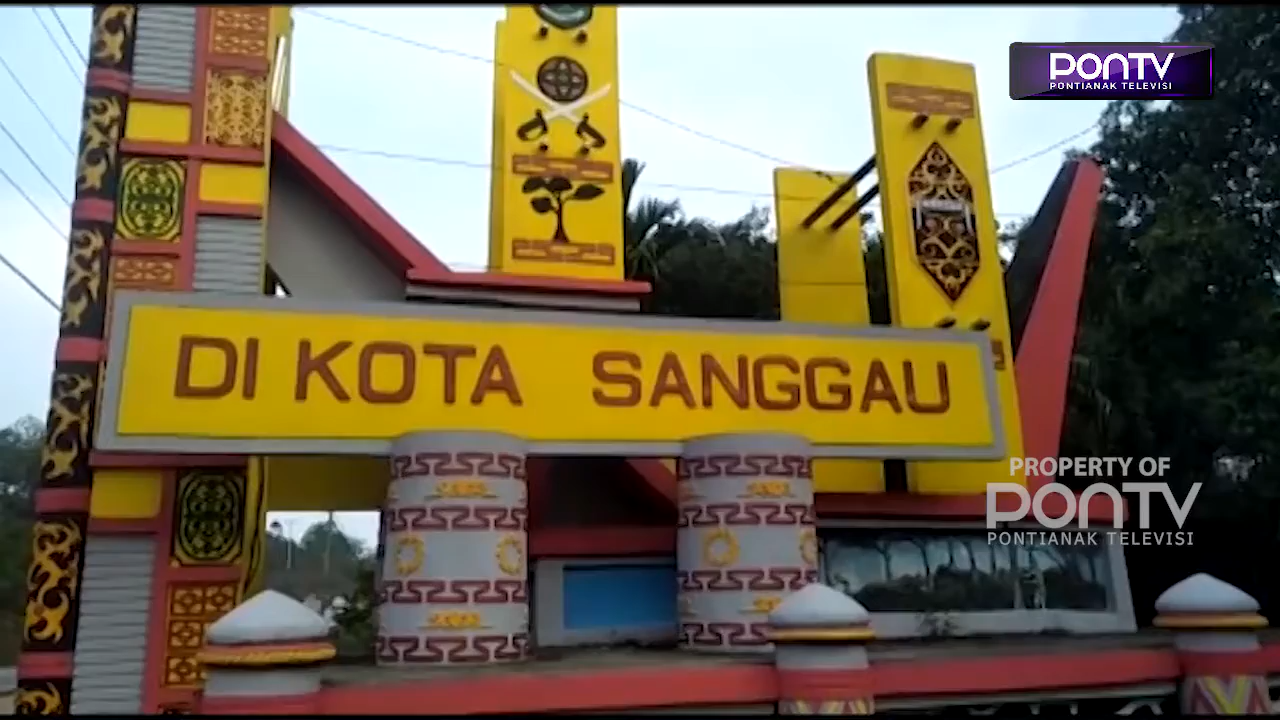 PONTV
PONTIANAK TELEVISI
DI KOTA SANGGAU
PROPERTY OF
PONTV
PONTIANAK TELEVISI